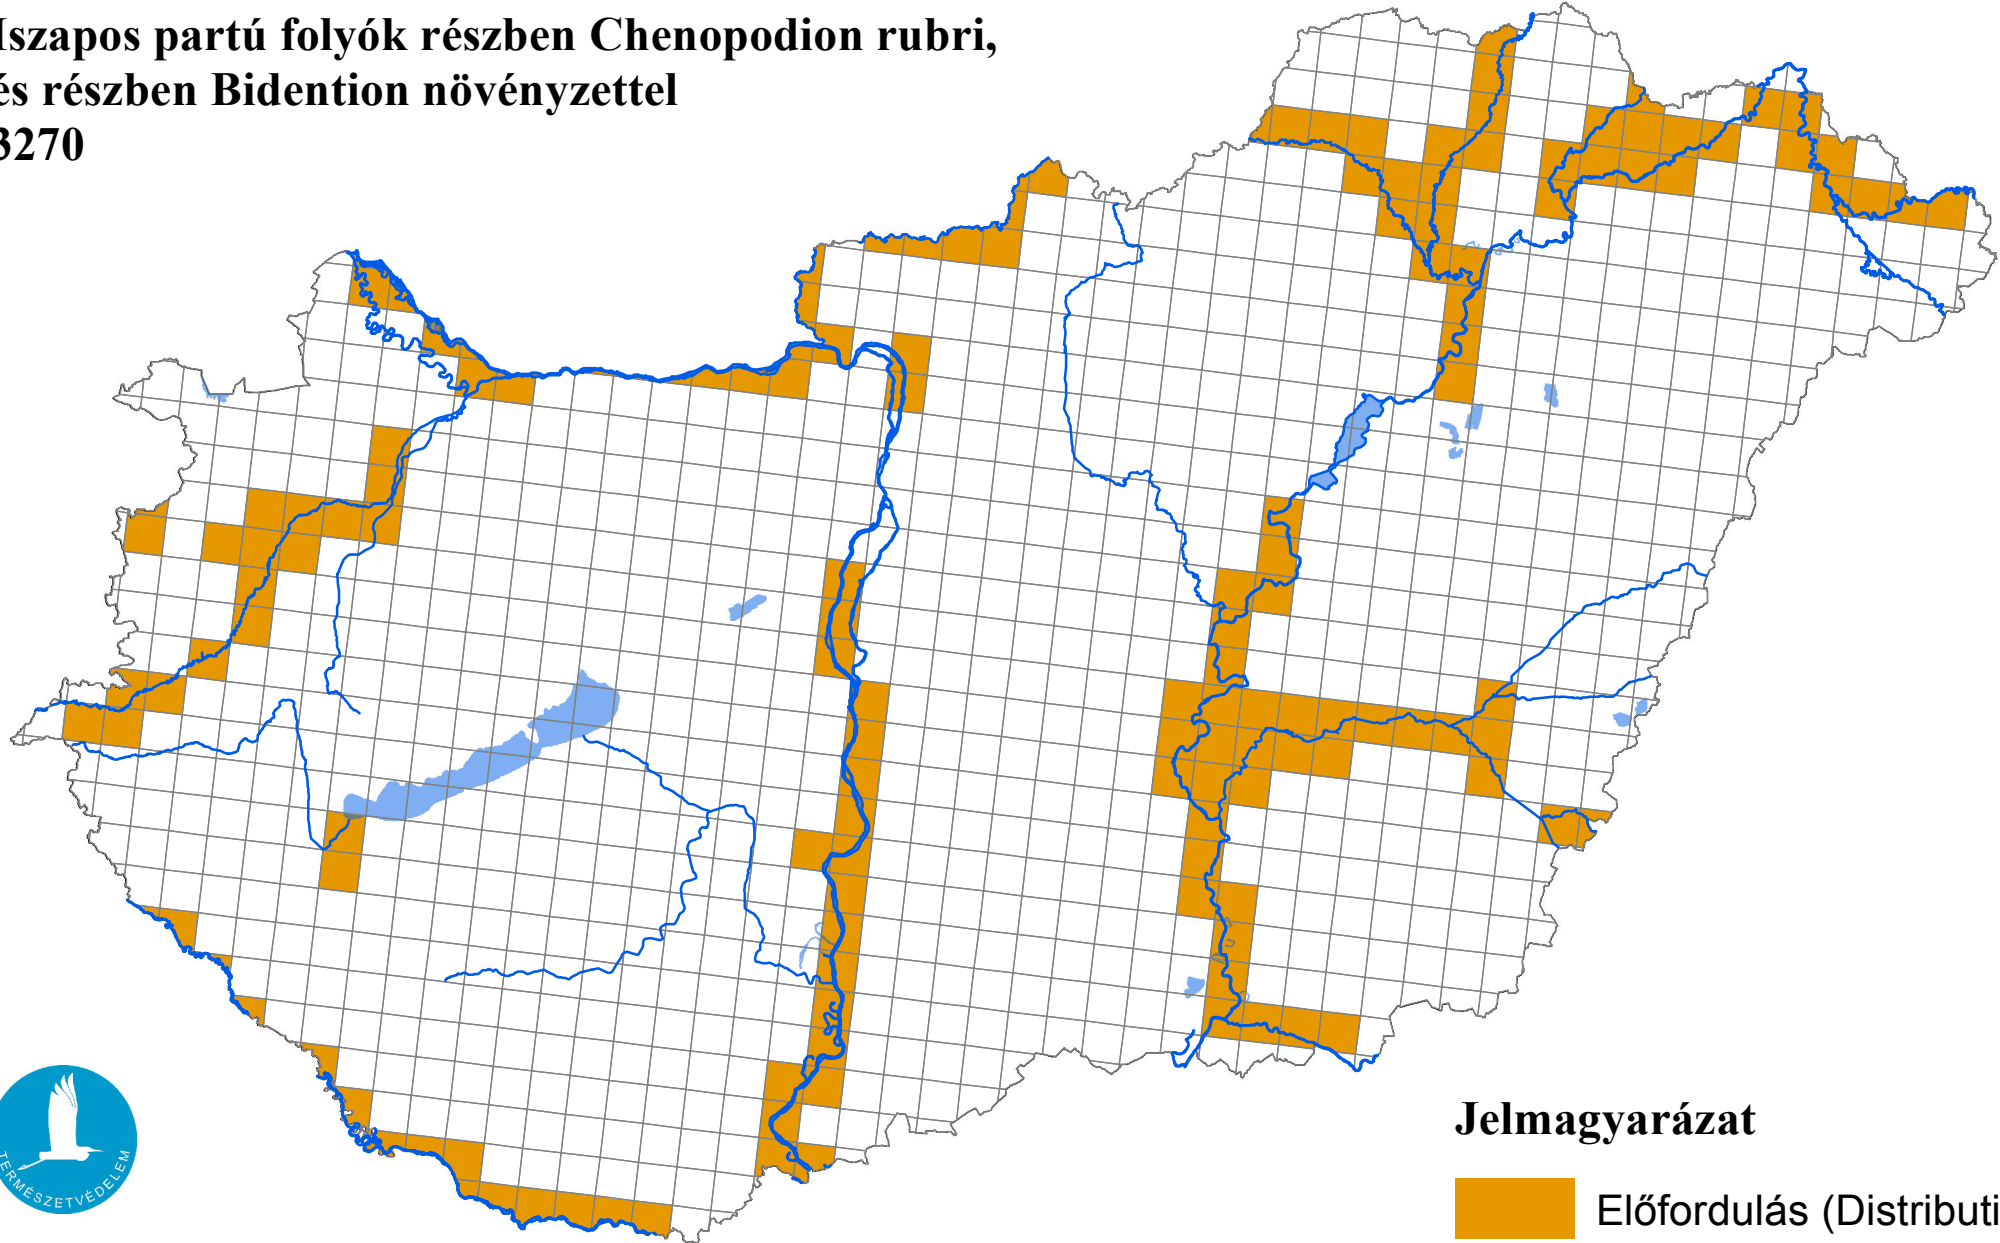 Iszapos partú folyók részben Chenopodion rubri,
és részben Bidention növényzettel
3270
TERMÉSZETVÉDELEM
Jelmagyarázat
Előfordulás (Distributi